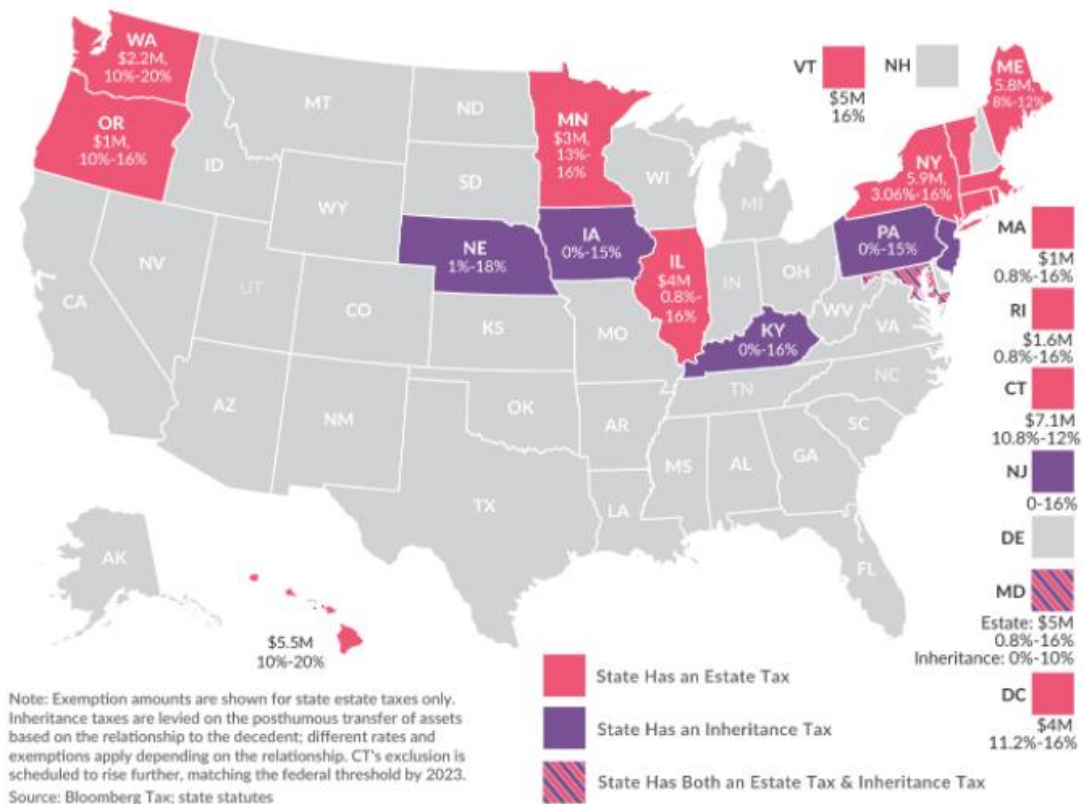 WA
$2.2M,
10%-20%
OR
$1M,
10%-16%
MT
ID
WY
NV
UT
CA
CO
AZ
NM
ND
SD
NE
1%-18%
KS
OK
TX
MN
$3M,
13%-
16%
IA
0%-15%
MO
AR
LA
WI
IL
$4M
0.8%-
16%
MI
IN
OH
KY
0%-16%
TN
MS
AL
GA
FL
SC
NC
VA
WV
PA
0%-15%
NY
5.9M,
3.06%-16%
ME
5.8M,
8%-12%
VT
$5M
16%
NH
MA
$1M
0.8%-16%
RI
$1.6M
0.8%-16%
CT
$7.1M
10.8%-12%
NJ
0-16%
DE
MD
Estate: $5M
0.8%-16%
Inheritance: 0%-10%
DC
$4M
11.2%-16%
AK
$5.5M
10%-20%
State Has an Estate Tax
State Has an Inheritance Tax
State Has Both an Estate Tax & Inheritance Tax
Note: Exemption amounts are shown for state estate taxes only.
Inheritance taxes are levied on the posthumous transfer of assets
based on the relationship to the decedent; different rates and
exemptions apply depending on the relationship. CT's exclusion is
scheduled to rise further, matching the federal threshold by 2023.
Source: Bloomberg Tax; state statutes